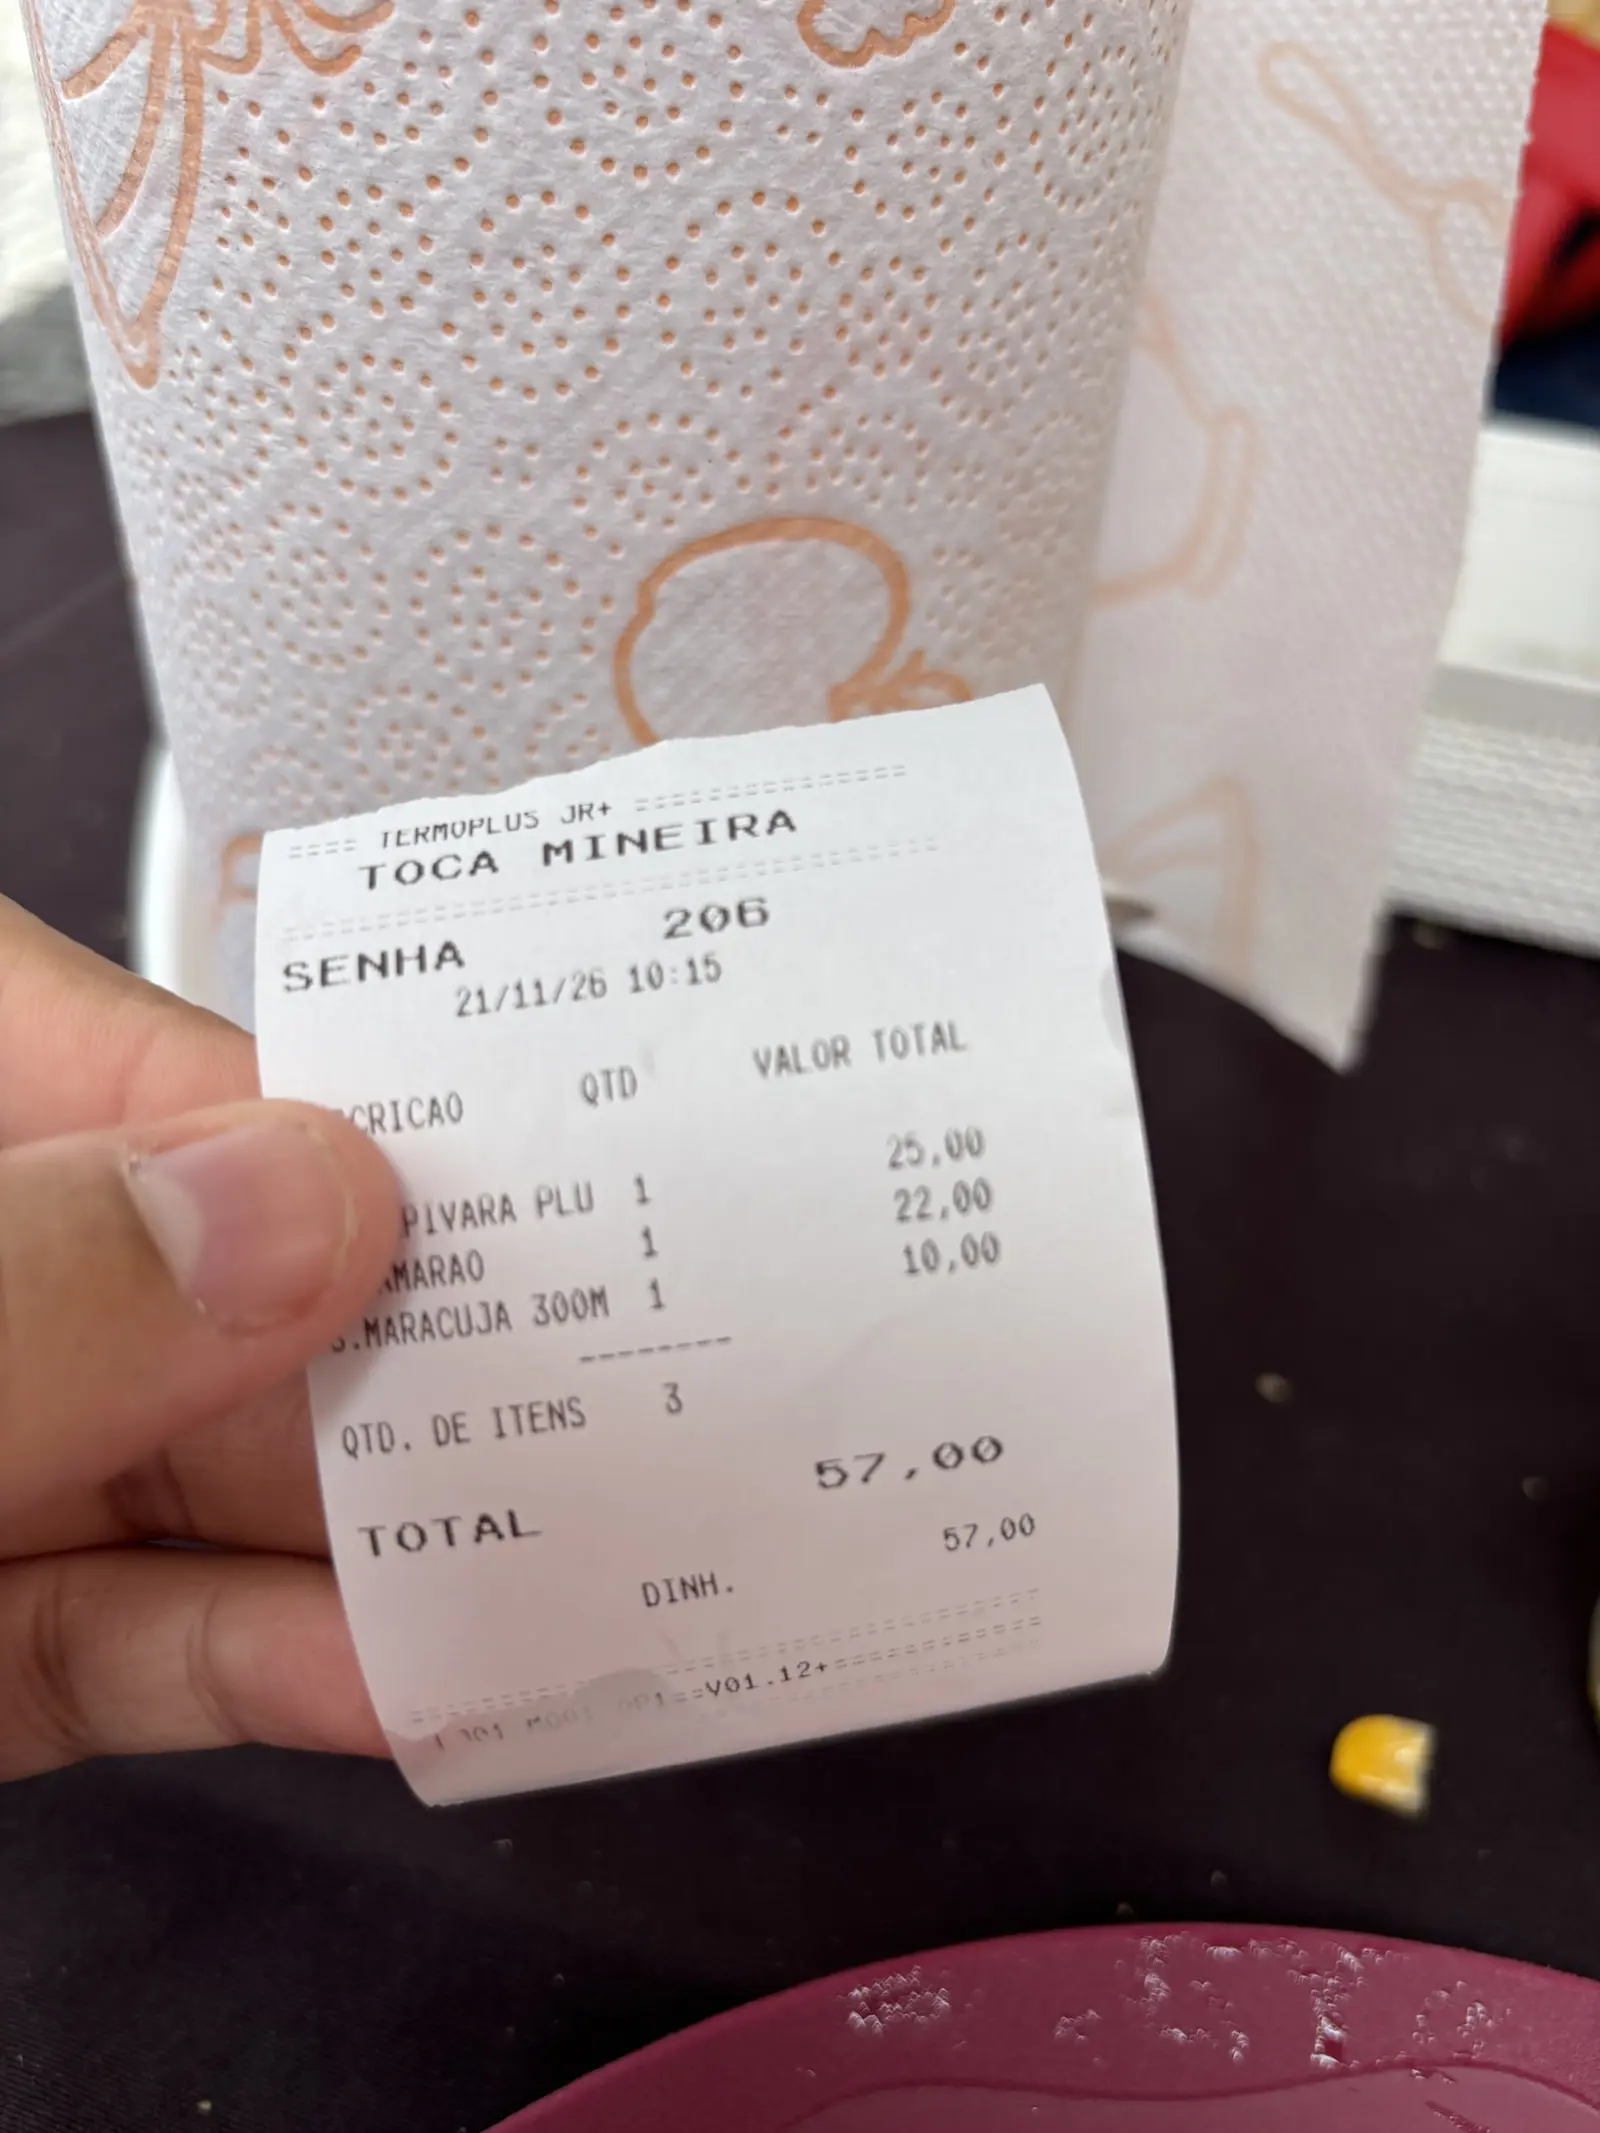 ==== TERMOPLUS JR+ ===============
TOCA MINEIRA
SENHA 206
21/11/26 10:15
CRICAO QTD VALOR TOTAL
PIVARA PLU 1 25,00
MARAO 1 22,00
.MARACUJA 300M 1 10,00
--------
QTD. DE ITENS 3
TOTAL 57,00
DINH. 57,00
==V01.12+============